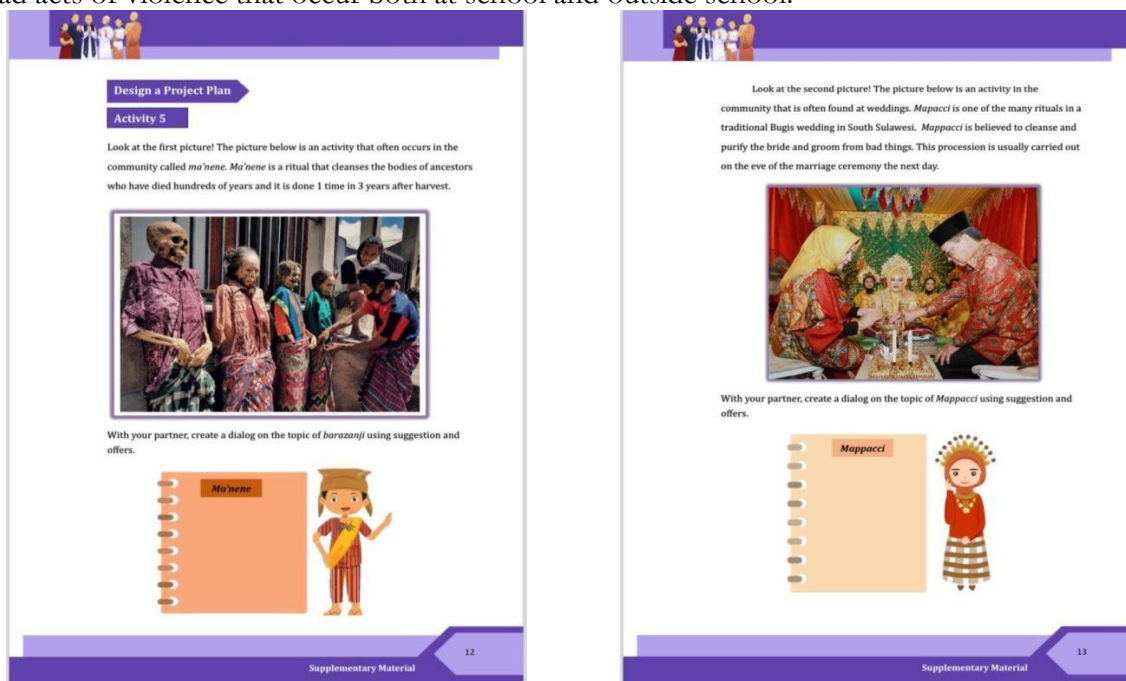 ad acts of violence that occur both at school and outside school.
Design a Project Plan
Activity 5
Look at the first picture! The picture below is an activity that often occurs in the
community called ma'nene. Ma'nene is a ritual that cleanses the bodies of ancestors
who have died hundreds of years and it is done 1 time in 3 years after harvest.
With your partner, create a dialog on the topic of barazanji using suggestion and
offers.
Ma'nene
12
Supplementary Material
Look at the second picture! The picture below is an activity in the
community that is often found at weddings. Mapacci is one of the many rituals in a
traditional Bugis wedding in South Sulawesi. Mappacci is believed to cleanse and
purify the bride and groom from bad things. This procession is usually carried out
on the eve of the marriage ceremony the next day.
With your partner, create a dialog on the topic of Mappacci using suggestion and
offers.
Mappacci
13
Supplementary Material